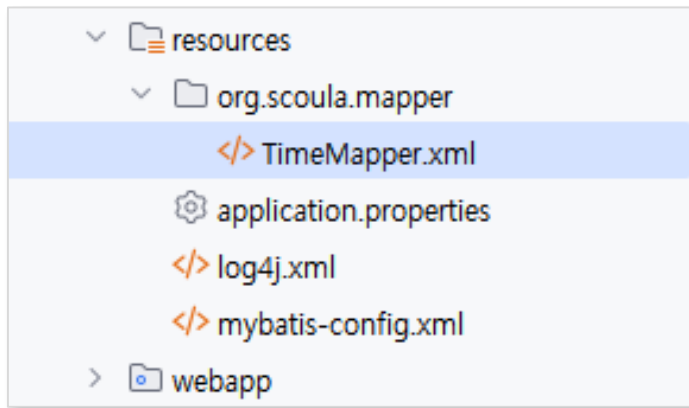 resources
org.scoula.mapper
TimeMapper.xml
application.properties
log4j.xml
mybatis-config.xml
webapp